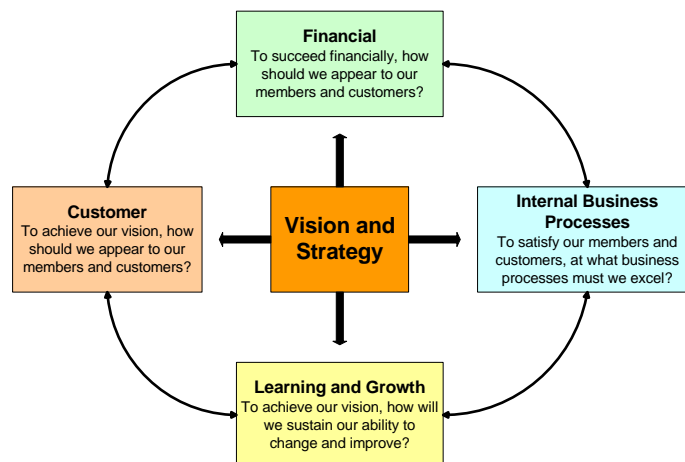 Financial
To succeed financially, how
should we appear to our
members and customers?
Customer
To achieve our vision, how
should we appear to our
members and customers?
Vision and
Strategy
Internal Business
Processes
To satisfy our members and
customers, at what business
processes must we excel?
Learning and Growth
To achieve our vision, how will
we sustain our ability to
change and improve?